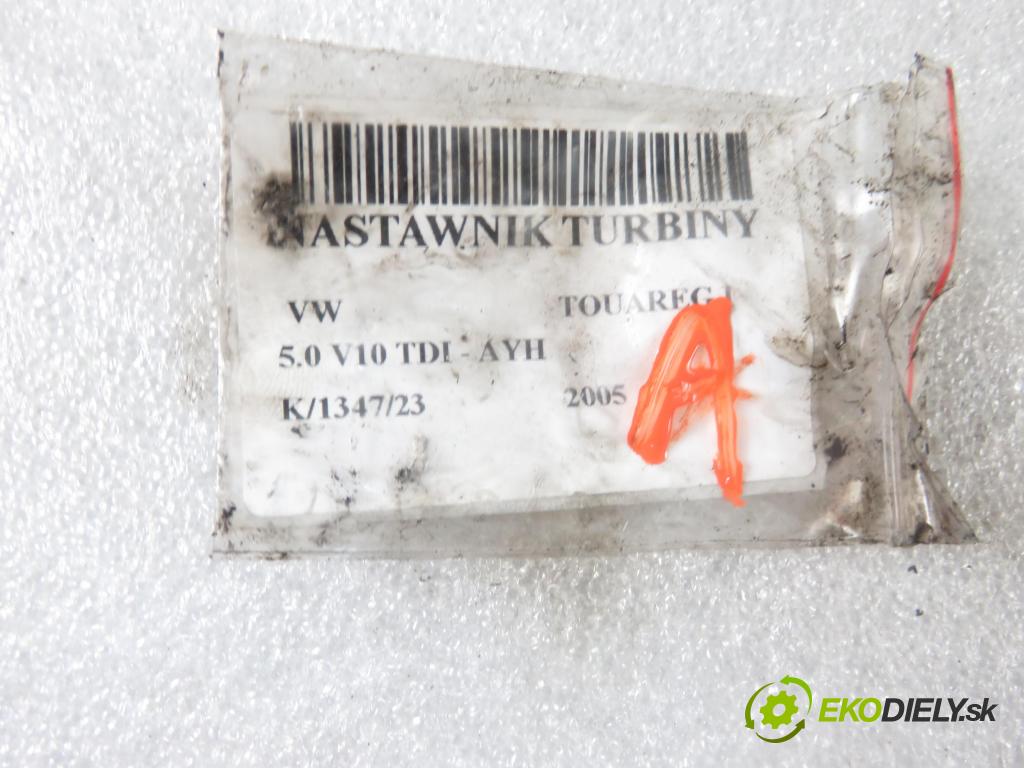 NASTAWNIK TURBINY
VW TOUAREG I
5.0 V10 TDI - AYH
K/1347/23 2005
A
EKODIELY.sk